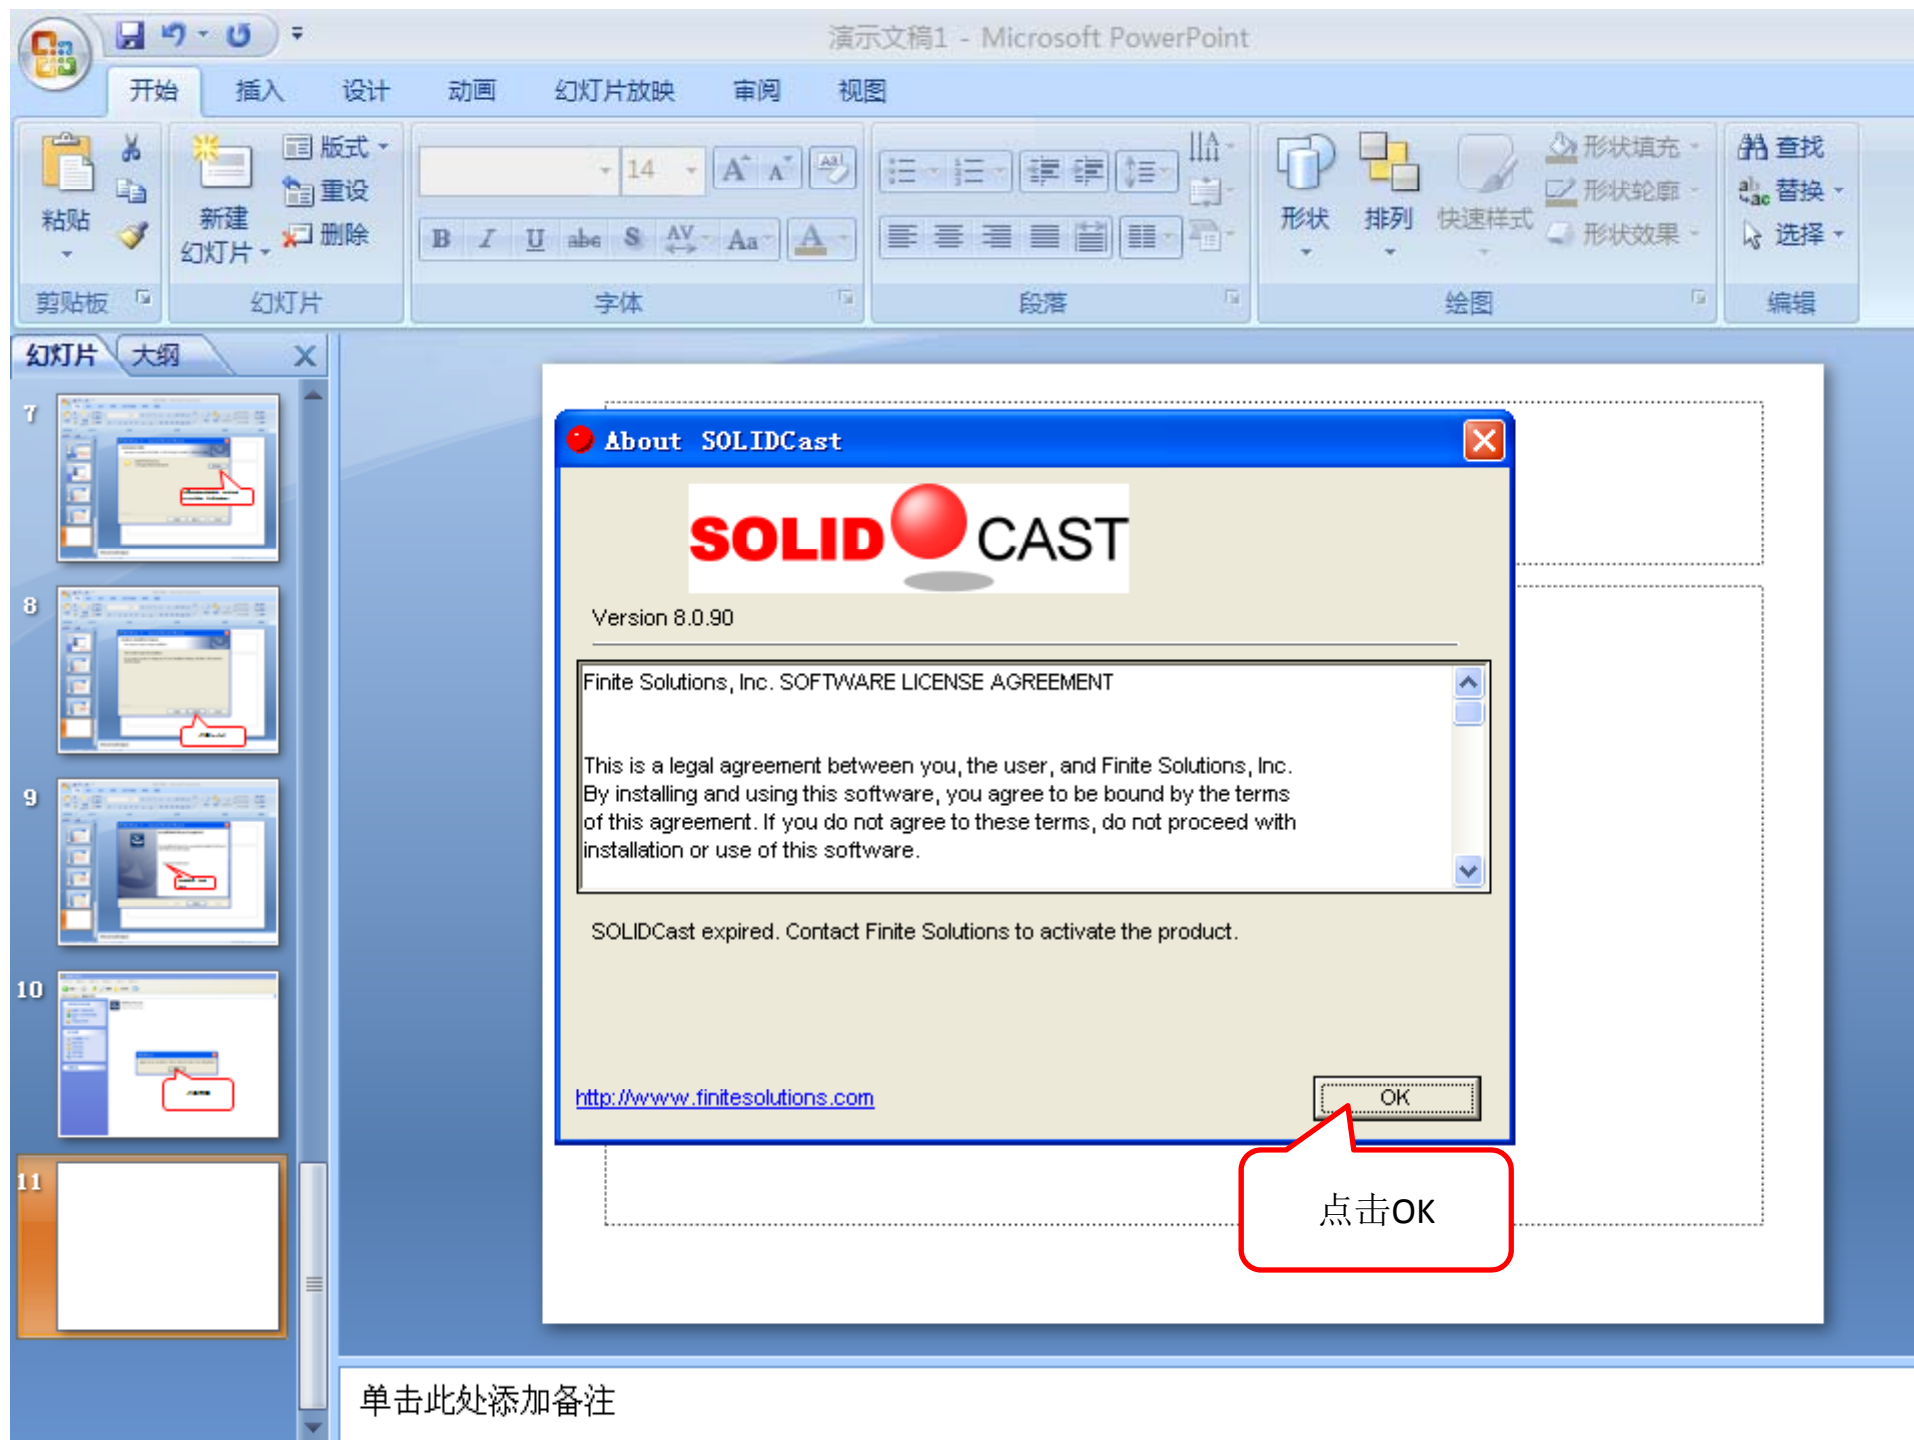 演示文稿1 - Microsoft PowerPoint
开始 插入 设计 动画 幻灯片放映 审阅 视图
粘贴
剪贴板
新建
幻灯片
版式
重设
删除
幻灯片
14
B I U abe S AV Aa A
字体
段落
形状
排列
快速样式
形状填充
形状轮廓
形状效果
绘图
查找
替换
选择
编辑
幻灯片 大纲 X
7
8
9
10
11
About SOLIDCast
SOLID CAST
Version 8.0.90
Finite Solutions, Inc. SOFTWARE LICENSE AGREEMENT
This is a legal agreement between you, the user, and Finite Solutions, Inc.
By installing and using this software, you agree to be bound by the terms
of this agreement. If you do not agree to these terms, do not proceed with
installation or use of this software.
SOLIDCast expired. Contact Finite Solutions to activate the product.
http://www.finitesolutions.com
OK
点击OK
单击此处添加备注